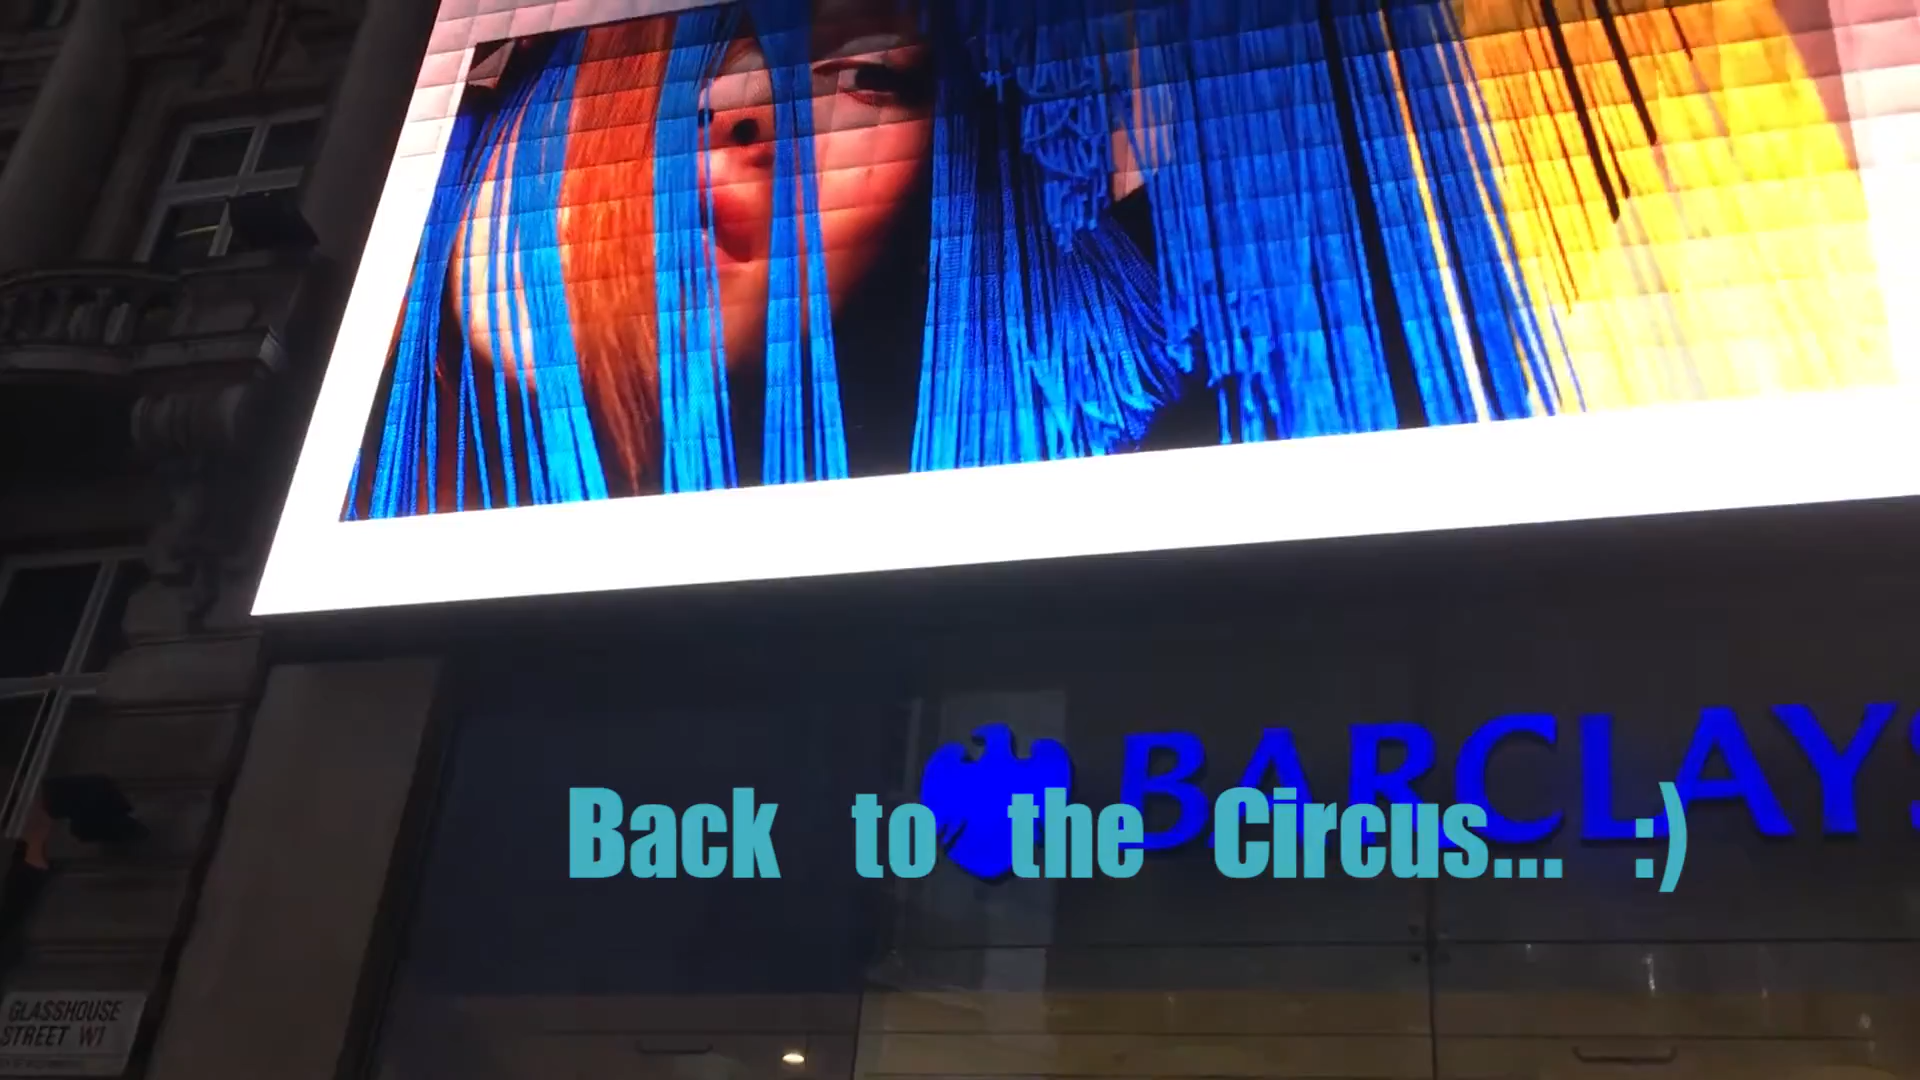 BARCLAYS
Back to the Circus... :)
GLASSHOUSE
STREET W1